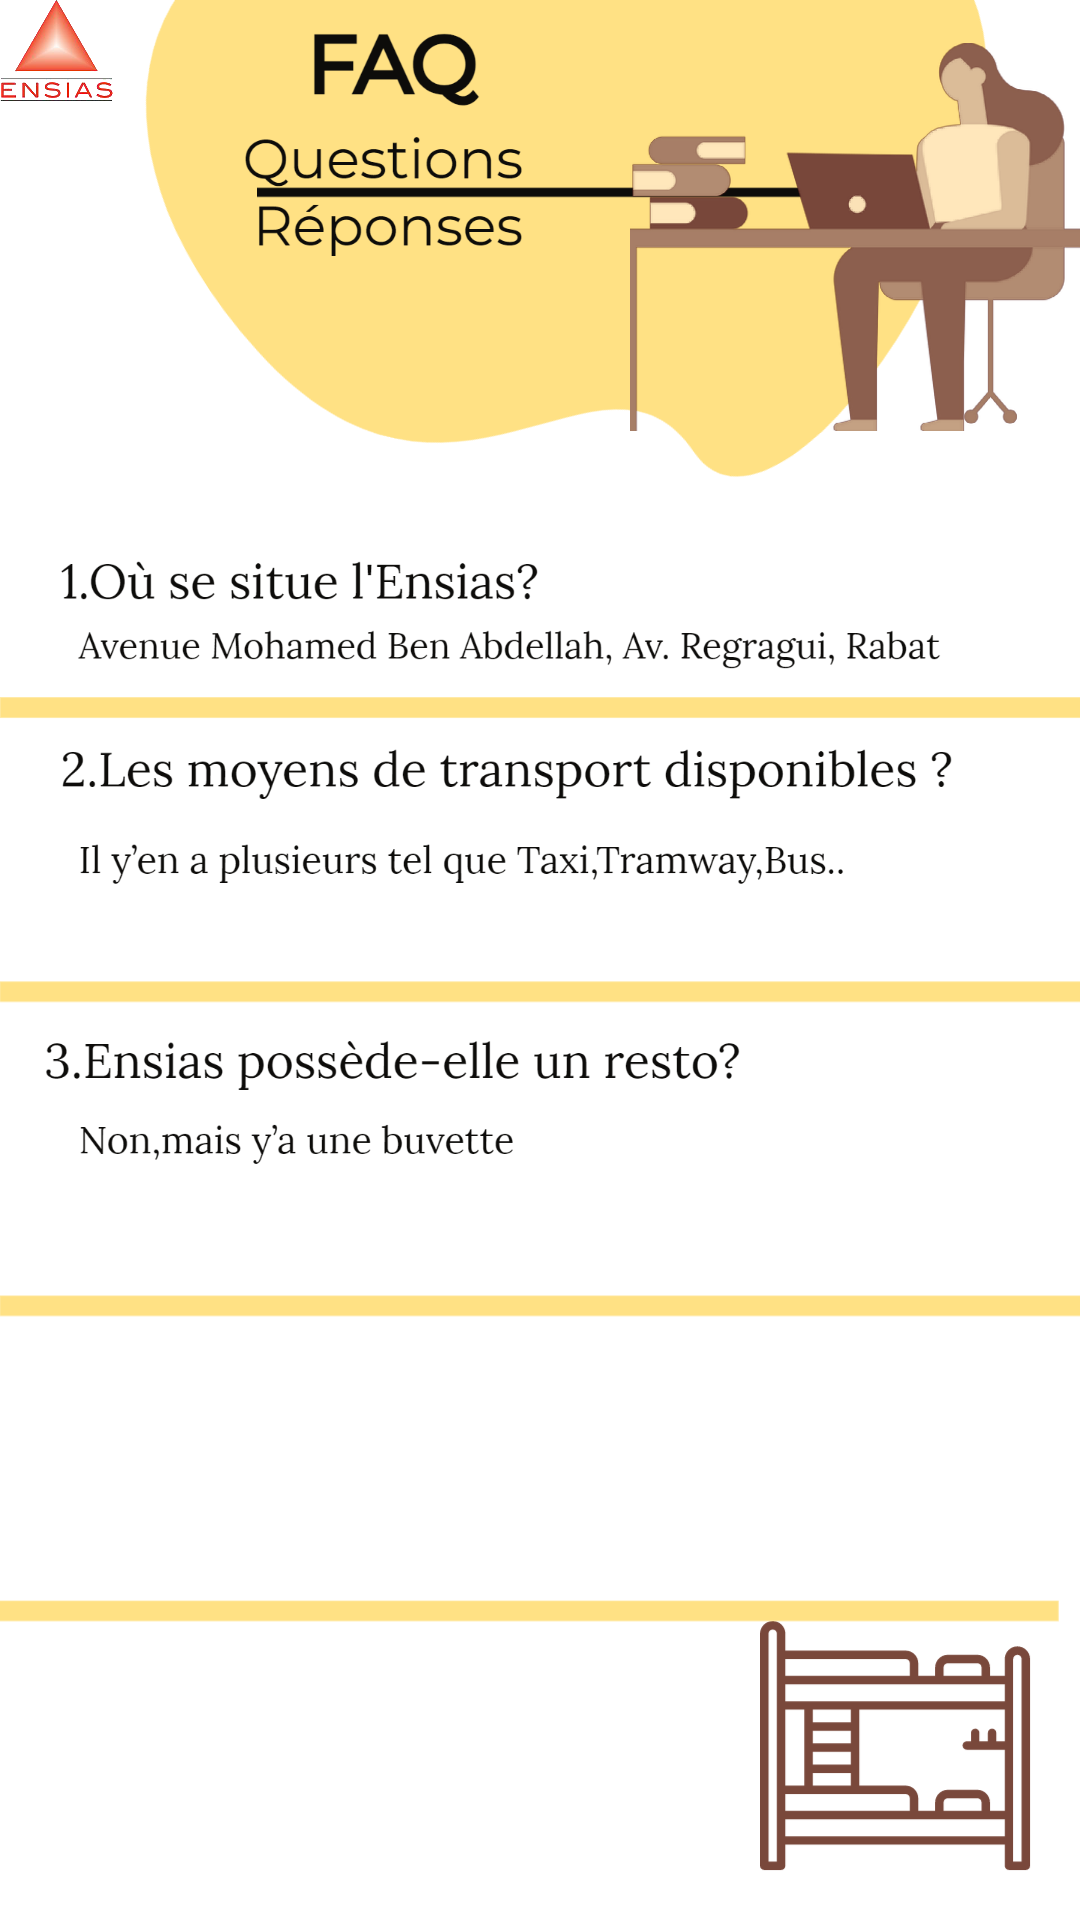 ENSIAS
FAQ
Questions
Réponses
1.Où se situe l'Ensias?
Avenue Mohamed Ben Abdellah, Av. Regragui, Rabat
2.Les moyens de transport disponibles ?
Il y’en a plusieurs tel que Taxi,Tramway,Bus..
3.Ensias possède-elle un resto?
Non,mais y’a une buvette